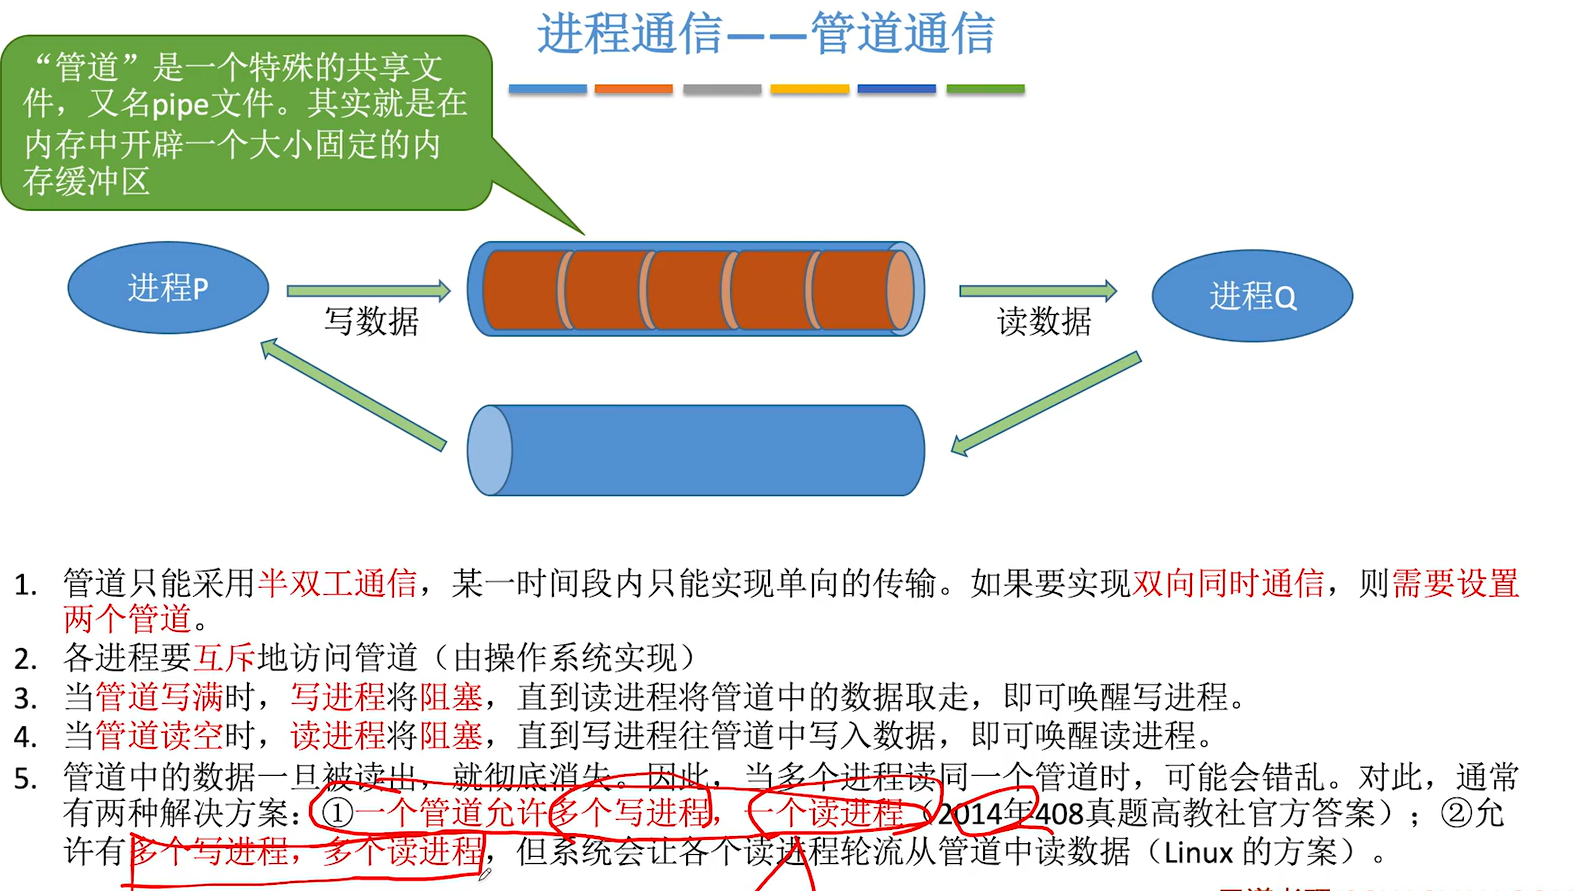 进程通信——管道通信
“管道”是一个特殊的共享文
件，又名pipe文件。其实就是在
内存中开辟一个大小固定的内
存缓冲区
进程P
写数据
读数据
进程Q
1. 管道只能采用半双工通信，某一时间段内只能实现单向的传输。如果要实现双向同时通信，则需要设置
两个管道。
2. 各进程要互斥地访问管道（由操作系统实现）
3. 当管道写满时，写进程将阻塞，直到读进程将管道中的数据取走，即可唤醒写进程。
4. 当管道读空时，读进程将阻塞，直到写进程往管道中写入数据，即可唤醒读进程。
5. 管道中的数据一旦被读出，就彻底消失。因此，当多个进程读同一个管道时，可能会错乱。对此，通常
有两种解决方案：①一个管道允许多个写进程，一个读进程（2014年408真题高教社官方答案）；②允
许有多个写进程，多个读进程，但系统会让各个读进程轮流从管道中读数据（Linux 的方案）。